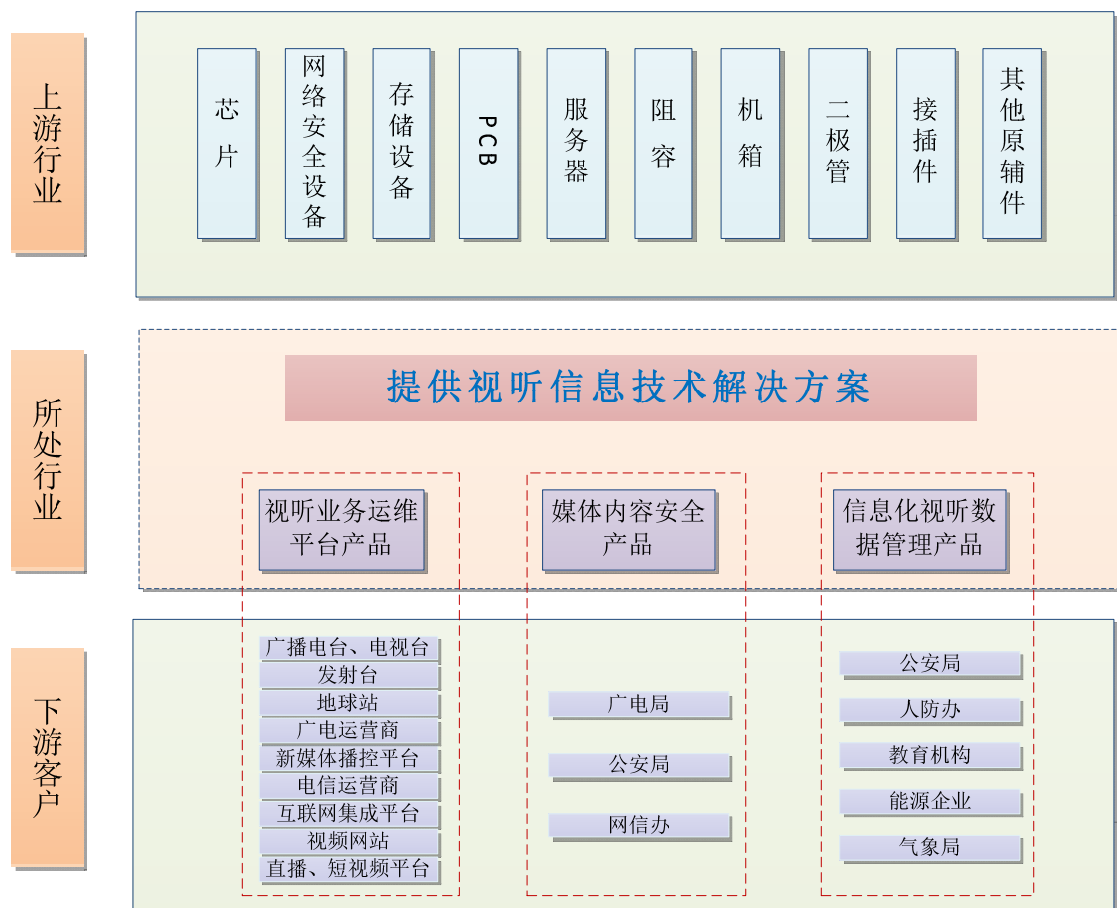 上游行业
芯片
网络安全设备
存储设备
PCB
服务器
阻容
机箱
二极管
接插件
其他原辅件
所处行业
提供视听信息技术解决方案
视听业务运维
平台产品
媒体内容安全
产品
信息化视听数
据管理产品
下游客户
广播电台、电视台
发射台
地球站
广电运营商
新媒体播控平台
电信运营商
互联网集成平台
视频网站
直播、短视频平台
广电局
公安局
网信办
公安局
人防办
教育机构
能源企业
气象局